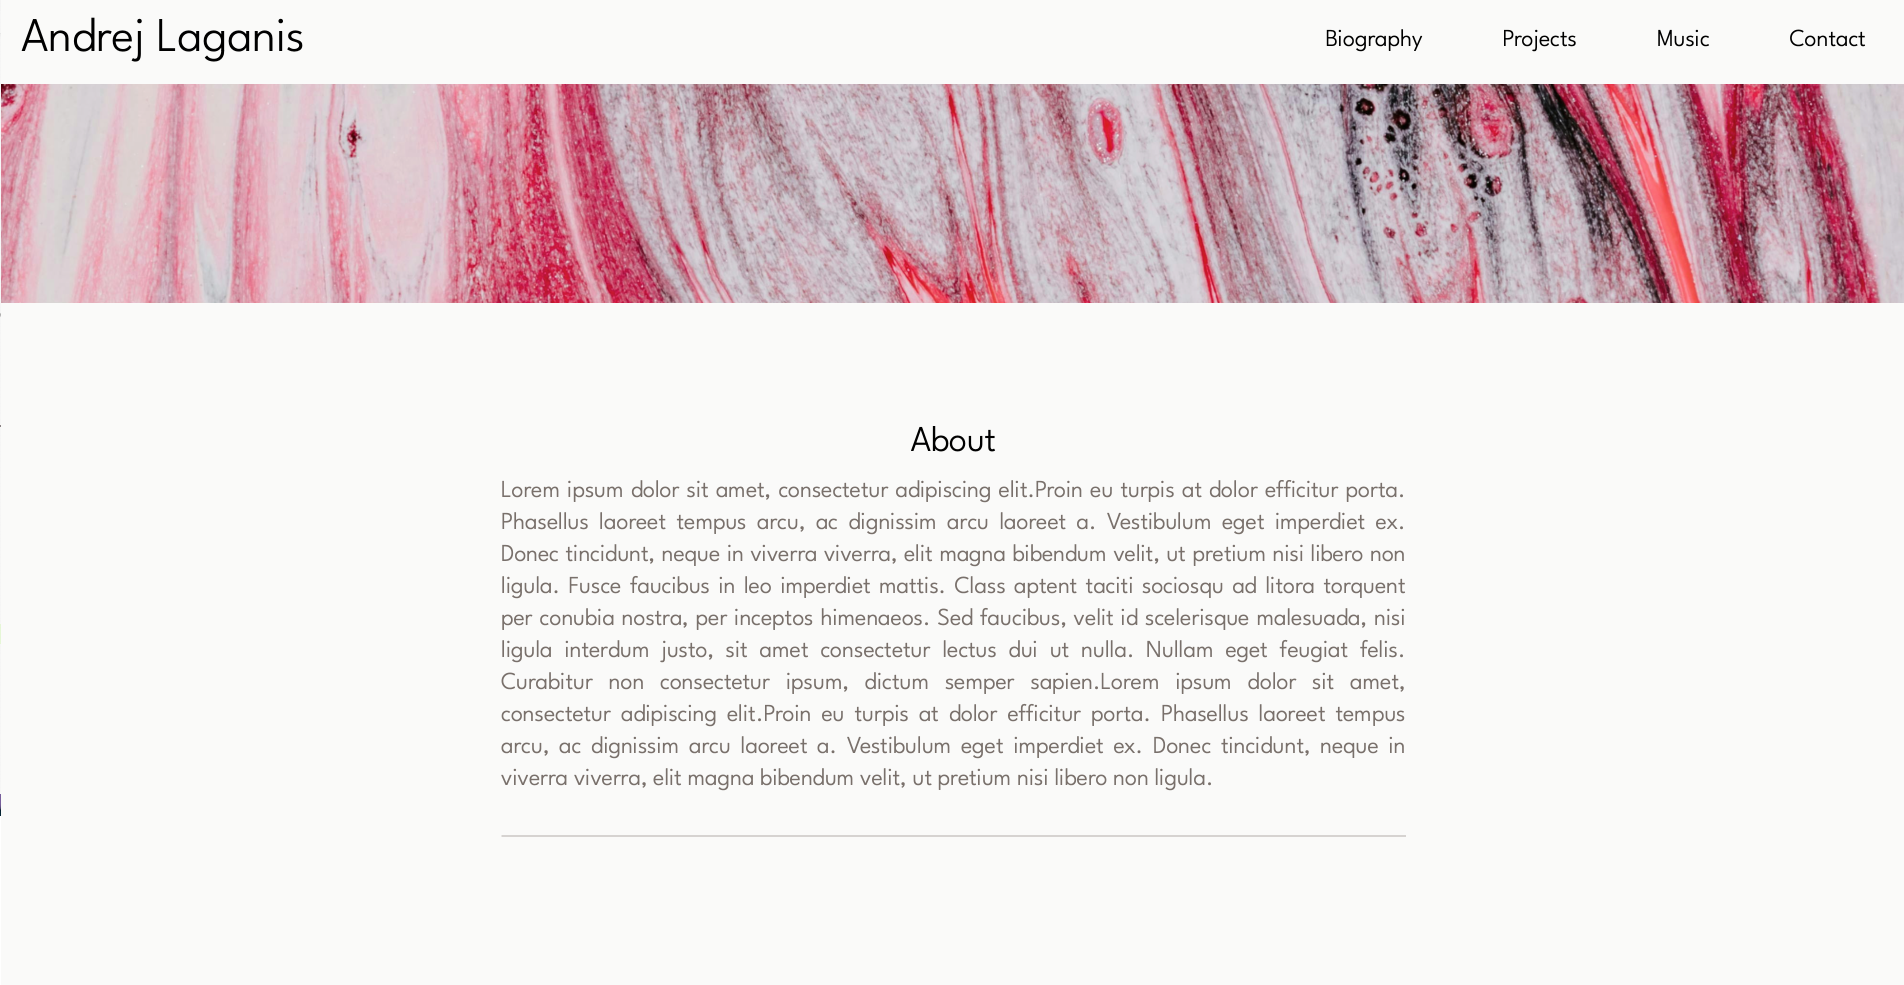 Andrej Laganis
Biography
Projects
Music
Contact
About
Lorem ipsum dolor sit amet, consectetur adipiscing elit.Proin eu turpis at dolor efficitur porta.
Phasellus laoreet tempus arcu, ac dignissim arcu laoreet a. Vestibulum eget imperdiet ex.
Donec tincidunt, neque in viverra viverra, elit magna bibendum velit, ut pretium nisi libero non
ligula. Fusce faucibus in leo imperdiet mattis. Class aptent taciti sociosqu ad litora torquent
per conubia nostra, per inceptos himenaeos. Sed faucibus, velit id scelerisque malesuada, nisi
ligula interdum justo, sit amet consectetur lectus dui ut nulla. Nullam eget feugiat felis.
Curabitur non consectetur ipsum, dictum semper sapien.Lorem ipsum dolor sit amet,
consectetur adipiscing elit.Proin eu turpis at dolor efficitur porta. Phasellus laoreet tempus
arcu, ac dignissim arcu laoreet a. Vestibulum eget imperdiet ex. Donec tincidunt, neque in
viverra viverra, elit magna bibendum velit, ut pretium nisi libero non ligula.